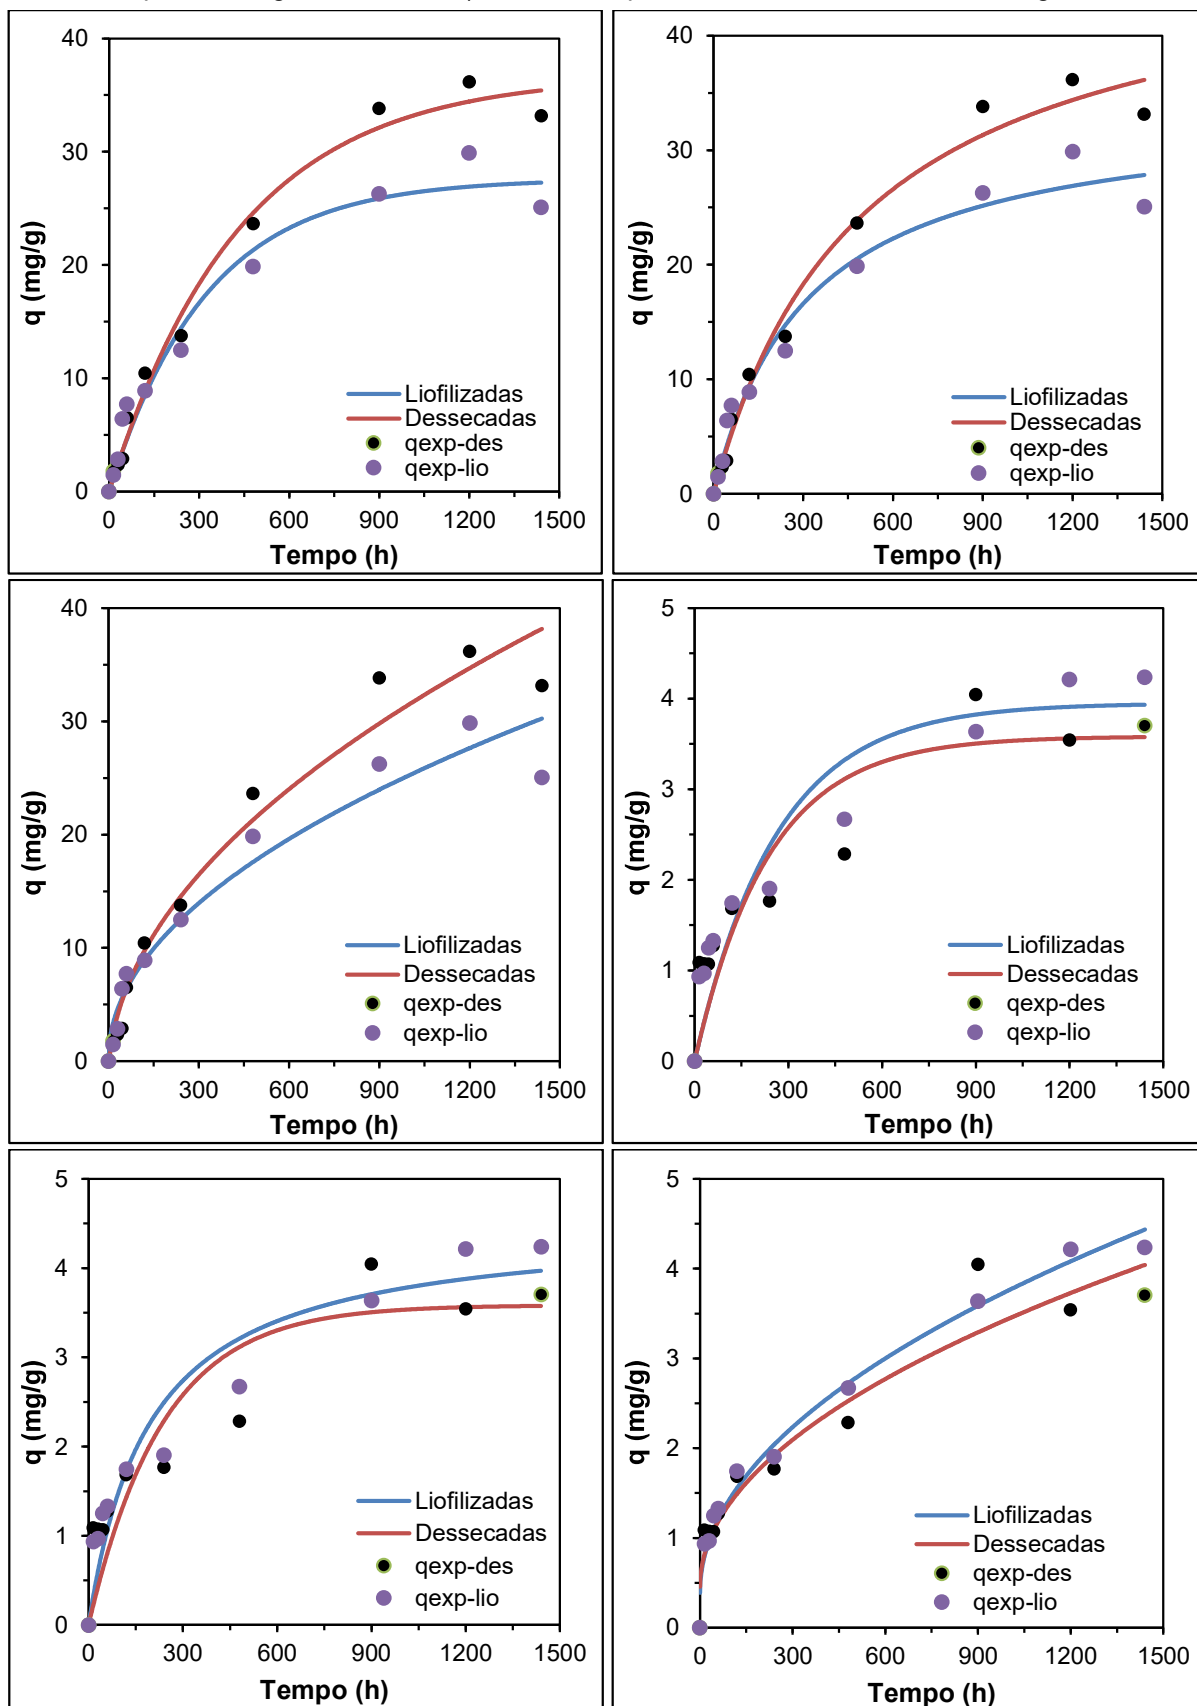 40
30
20
10
0
q (mg/g)
Liofilizadas
Dessecadas
qexp-des
qexp-lio
0 300 600 900 1200 1500
Tempo (h)
40
30
20
10
0
q (mg/g)
Liofilizadas
Dessecadas
qexp-des
qexp-lio
0 300 600 900 1200 1500
Tempo (h)
40
30
20
10
0
q (mg/g)
Liofilizadas
Dessecadas
qexp-des
qexp-lio
0 300 600 900 1200 1500
Tempo (h)
5
4
3
2
1
0
q (mg/g)
Liofilizadas
Dessecadas
qexp-des
qexp-lio
0 300 600 900 1200 1500
Tempo (h)
5
4
3
2
1
0
q (mg/g)
Liofilizadas
Dessecadas
qexp-des
qexp-lio
0 300 600 900 1200 1500
Tempo (h)
5
4
3
2
1
0
q (mg/g)
Liofilizadas
Dessecadas
qexp-des
qexp-lio
0 300 600 900 1200 1500
Tempo (h)